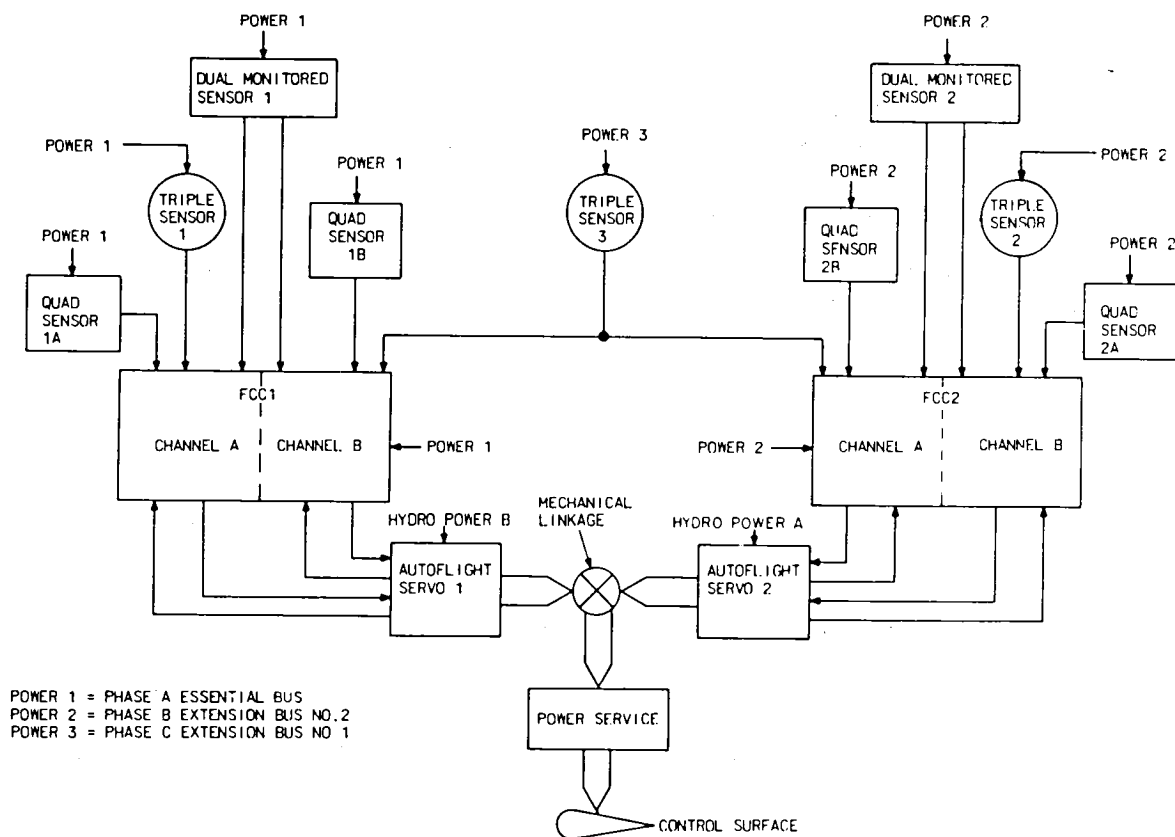 POWER 1
POWER 2
DUAL MONITORED
SENSOR 1
DUAL MONITORED
SENSOR 2
POWER 1
POWER 3
POWER 2
POWER 1
POWER 2
TRIPLE
SENSOR
1
QUAD
SENSOR
1B
TRIPLE
SENSOR
3
QUAD
SENSOR
2B
TRIPLE
SENSOR
2
POWER 1
POWER 2
QUAD
SENSOR
1A
QUAD
SENSOR
2A
FCC1
FCC2
CHANNEL A
CHANNEL B
POWER 1
POWER 2
CHANNEL A
CHANNEL B
MECHANICAL
LINKAGE
HYDRO POWER B
HYDRO POWER A
AUTOFLIGHT
SERVO 1
AUTOFLIGHT
SERVO 2
POWER 1 = PHASE A ESSENTIAL BUS
POWER 2 = PHASE B EXTENSION BUS NO.2
POWER 3 = PHASE C EXTENSION BUS NO 1
POWER SERVICE
CONTROL SURFACE